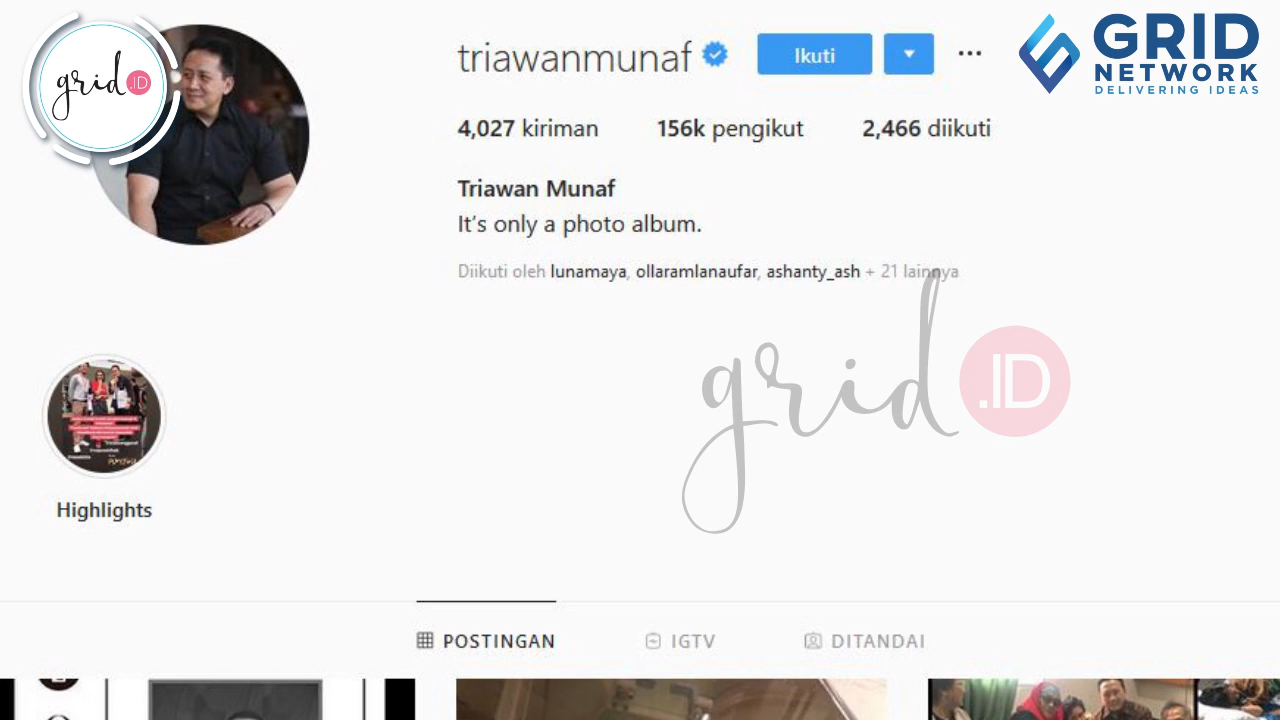 grid.ID
triawanmunaf
Ikuti
GRID
NETWORK
DELIVERING IDEAS
4,027 kiriman 156k pengikut 2,466 diikuti
Triawan Munaf
It's only a photo album.
Diikuti oleh lunamaya, ollaramlanaufar, ashanty_ash + 21 lainnya
grid.ID
Highlights
POSTINGAN IGTV DITANDAI